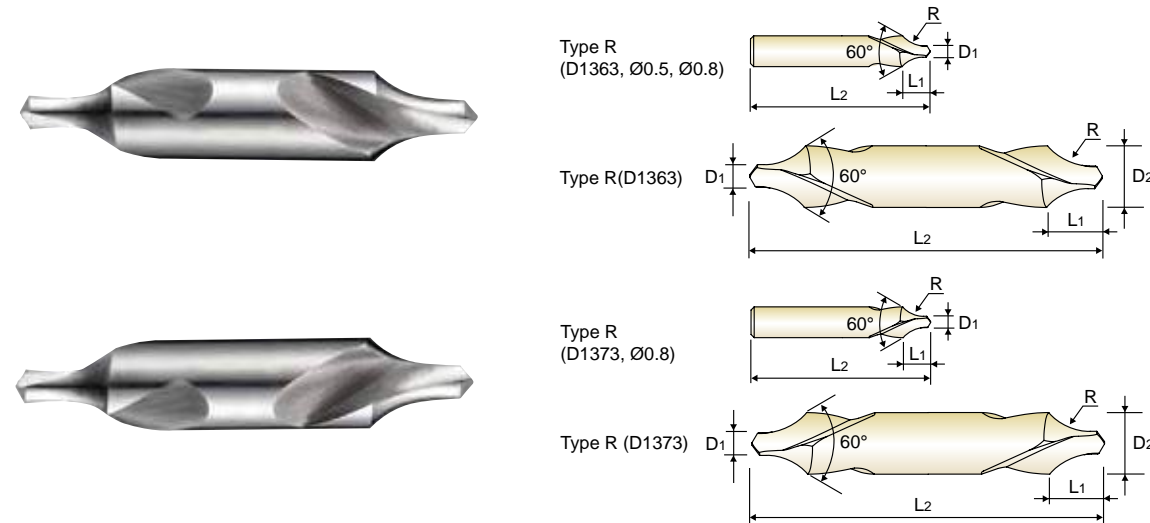 Type R
(D1363, Ø0.5, Ø0.8)
60°
R
D1
L1
L2
Type R(D1363)
D1
60°
R
D2
L1
L2
Type R
(D1373, Ø0.8)
60°
R
D1
L1
L2
Type R (D1373)
D1
60°
R
D2
L1
L2